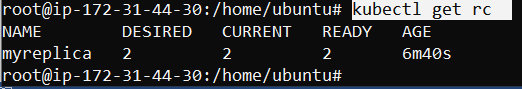 root@ip-172-31-44-30:/home/ubuntu# kubectl get rc
NAME DESIRED CURRENT READY AGE
myreplica 2 2 2 6m40s
root@ip-172-31-44-30:/home/ubuntu#